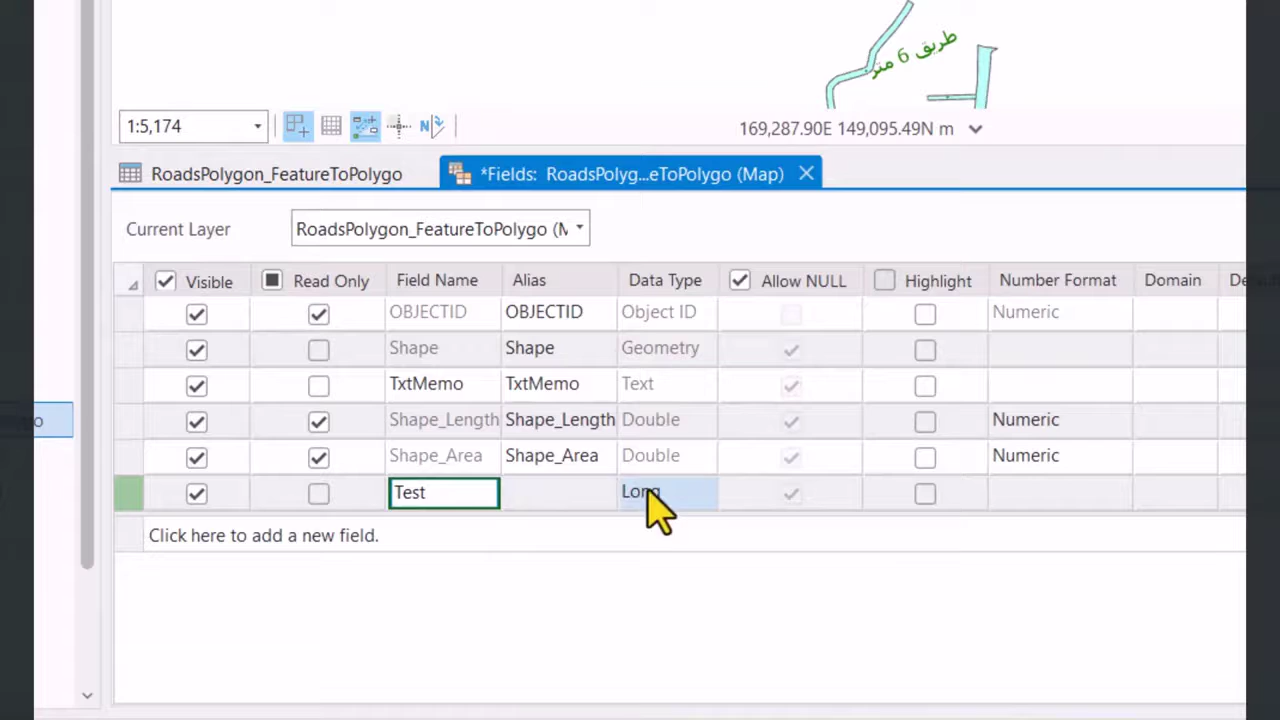 طريق 6 متر
1:5,174
169,287.90E 149,095.49N m
RoadsPolygon_FeatureToPolygo
*Fields: RoadsPolyg...eToPolygo (Map)
Current Layer
RoadsPolygon_FeatureToPolygo (M
Visible Read Only Field Name Alias Data Type Allow NULL Highlight Number Format Domain
OBJECTID OBJECTID Object ID Numeric
Shape Shape Geometry
TxtMemo TxtMemo Text
Shape_Length Shape_Length Double Numeric
Shape_Area Shape_Area Double Numeric
Test Long
Click here to add a new field.